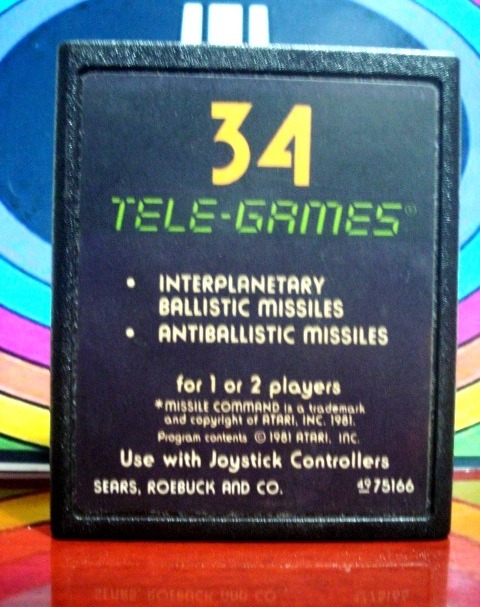 34
TELE-GAMES®
• INTERPLANETARY
BALLISTIC MISSILES
• ANTIBALLISTIC MISSILES
for 1 or 2 players
*MISSILE COMMAND is a trademark
and copyright of ATARI, INC. 1981.
Program contents © 1981 ATARI, INC.
Use with Joystick Controllers
SEARS, ROEBUCK AND CO. 49 75166